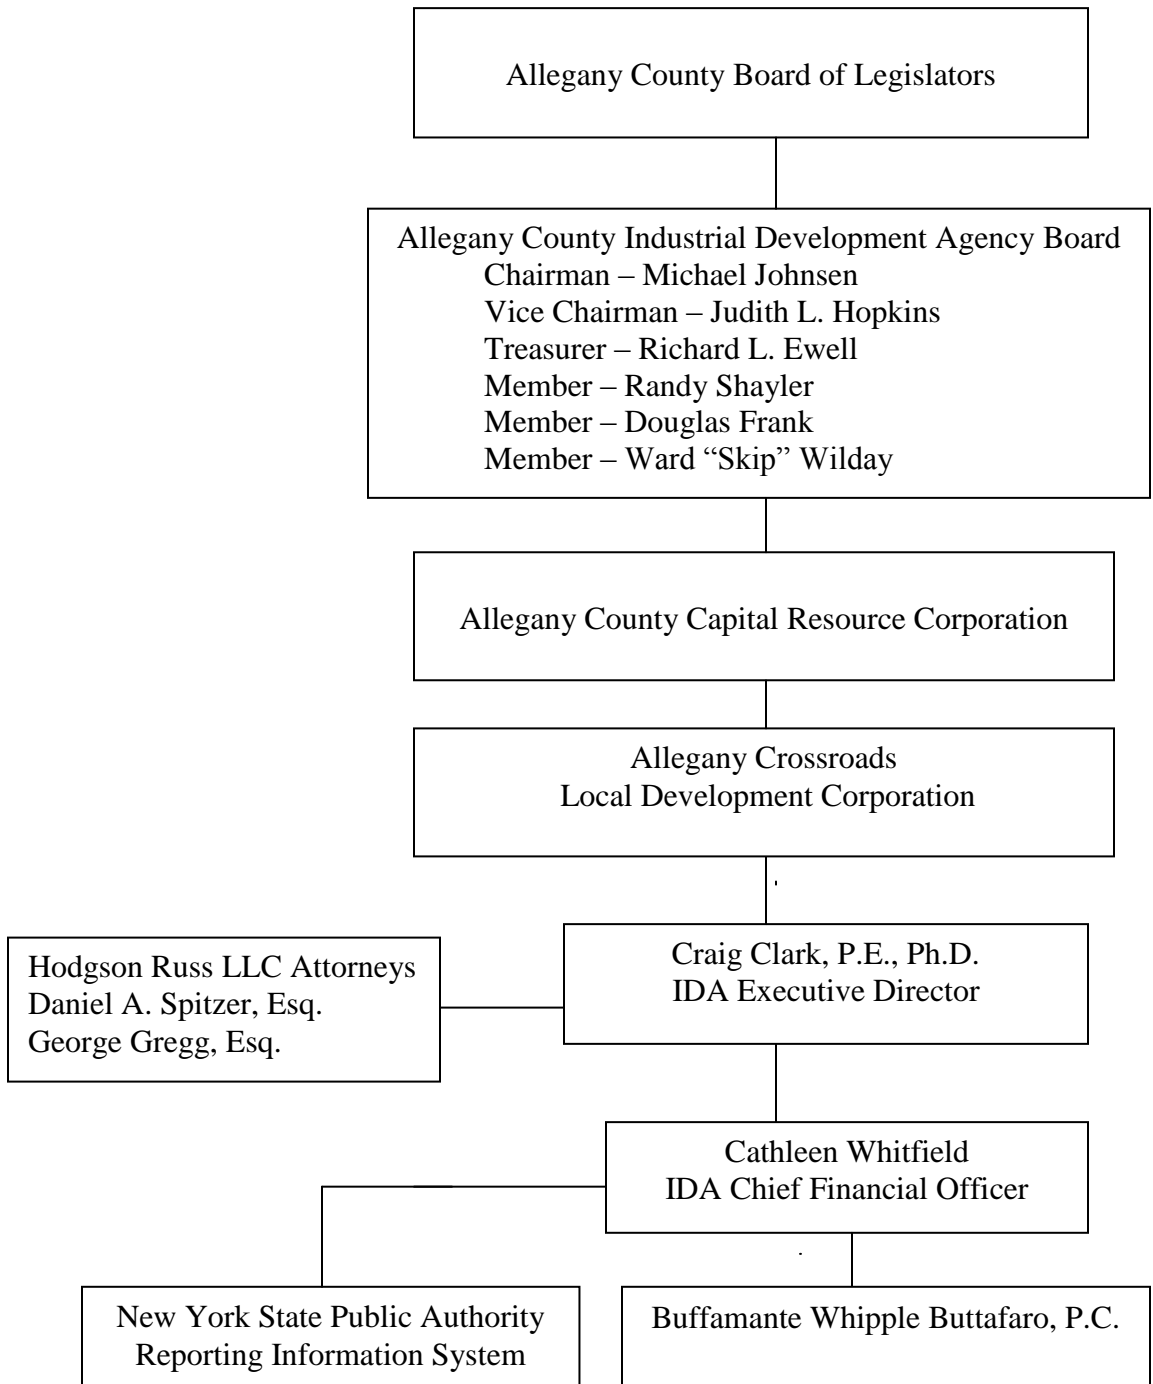 Allegany County Board of Legislators
Allegany County Industrial Development Agency Board
Chairman – Michael Johnsen
Vice Chairman – Judith L. Hopkins
Treasurer – Richard L. Ewell
Member – Randy Shayler
Member – Douglas Frank
Member – Ward “Skip” Wilday
Allegany County Capital Resource Corporation
Allegany Crossroads
Local Development Corporation
Hodgson Russ LLC Attorneys
Daniel A. Spitzer, Esq.
George Gregg, Esq.
Craig Clark, P.E., Ph.D.
IDA Executive Director
Cathleen Whitfield
IDA Chief Financial Officer
New York State Public Authority
Reporting Information System
Buffamante Whipple Buttafaro, P.C.